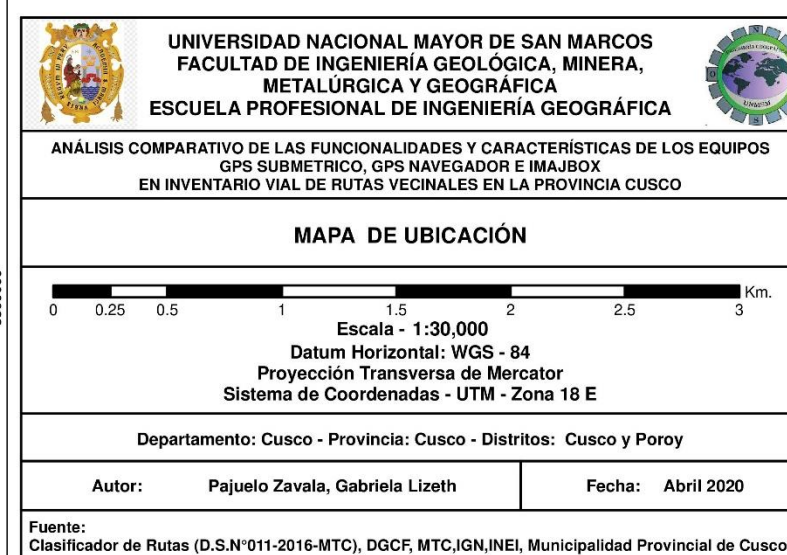 UNIVERSIDAD NACIONAL MAYOR DE SAN MARCOS
FACULTAD DE INGENIERÍA GEOLÓGICA, MINERA,
METALÚRGICA Y GEOGRÁFICA
ESCUELA PROFESIONAL DE INGENIERÍA GEOGRÁFICA
ANÁLISIS COMPARATIVO DE LAS FUNCIONALIDADES Y CARACTERÍSTICAS DE LOS EQUIPOS
GPS SUBMETRICO, GPS NAVEGADOR E IMAJBOX
EN INVENTARIO VIAL DE RUTAS VECINALES EN LA PROVINCIA CUSCO
MAPA DE UBICACIÓN
Km.
0 0.25 0.5 1 1.5 2 2.5 3
Escala - 1:30,000
Datum Horizontal: WGS - 84
Proyección Transversa de Mercator
Sistema de Coordenadas - UTM - Zona 18 E
Departamento: Cusco - Provincia: Cusco - Distritos: Cusco y Poroy
Autor: Pajuelo Zavala, Gabriela Lizeth Fecha: Abril 2020
Fuente:
Clasificador de Rutas (D.S.N°011-2016-MTC), DGCF, MTC,IGN,INEI, Municipalidad Provincial de Cusco